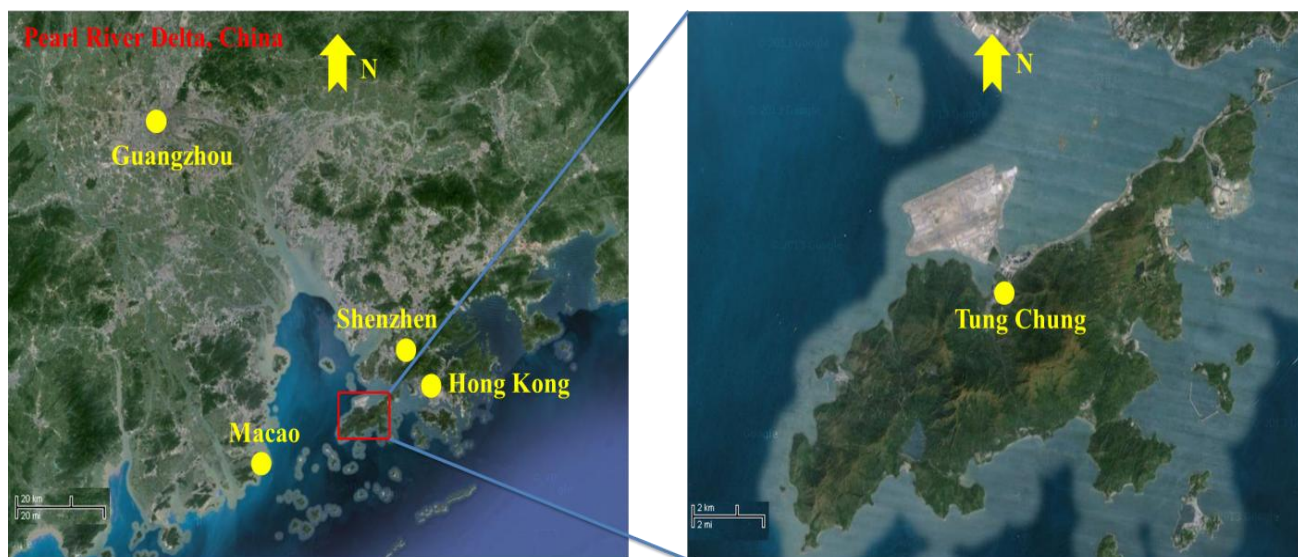 Pearl River Delta, China
N
Guangzhou
Shenzhen
Hong Kong
Macao
20 km
20 mi
N
Tung Chung
2 km
2 mi